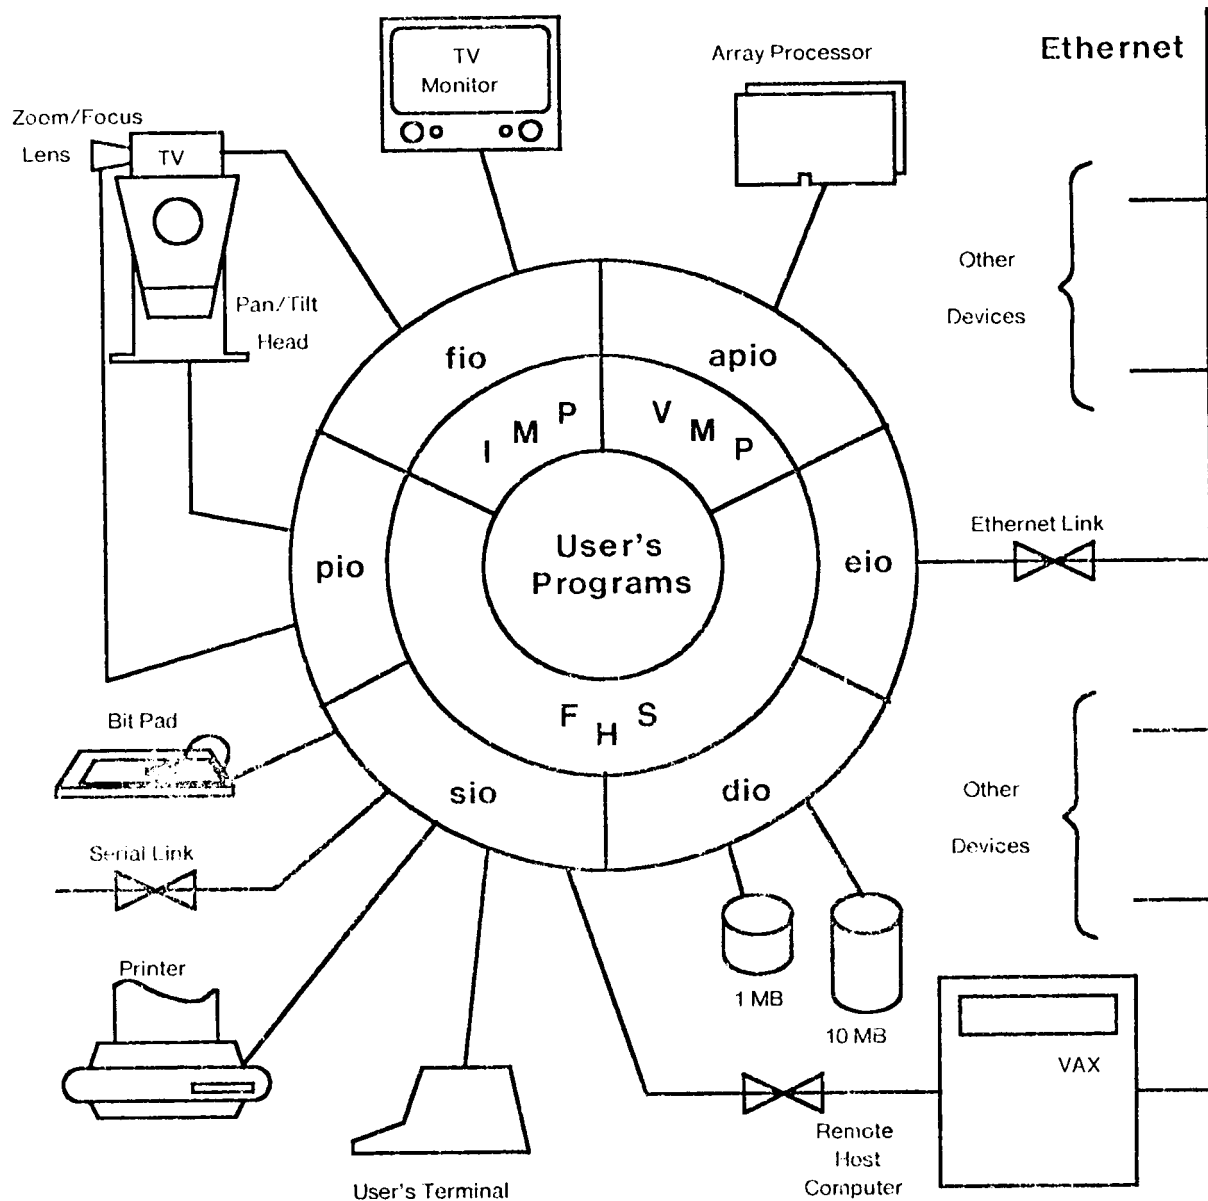 Ethernet
TV
Monitor
Array Processor
Zoom/Focus
Lens
TV
Pan/Tilt
Head
Other
Devices
fio
apio
I M P
V M P
Ethernet Link
User's
Programs
pio
eio
F H S
sio
dio
Bit Pad
Serial Link
Other
Devices
Printer
1 MB
10 MB
VAX
Remote
Host
Computer
User's Terminal